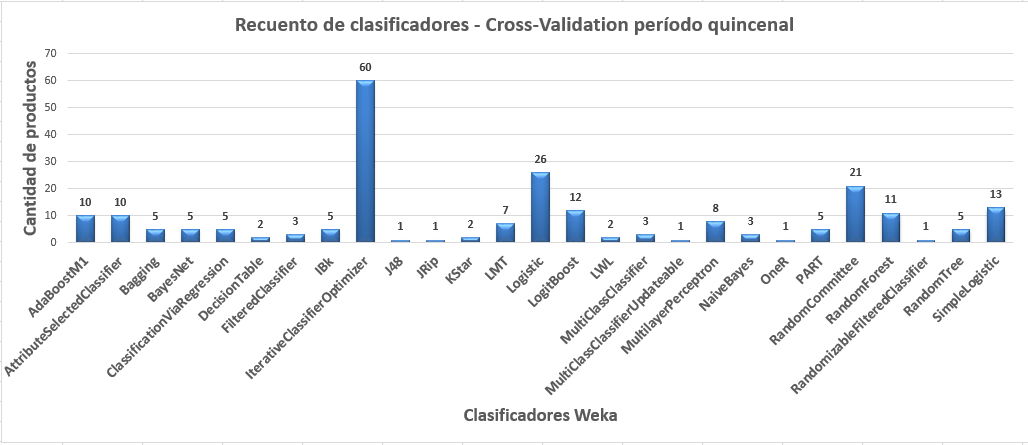 Recuento de clasificadores - Cross-Validation período quincenal
Cantidad de productos
70
60
50
40
30
20
10
0
10
10
5
5
5
2
3
5
60
1
1
2
7
26
12
2
3
1
8
3
1
5
21
11
1
5
13
AdaBoostM1
AttributeSelectedClassifier
Bagging
BayesNet
ClassificationViaRegression
DecisionTable
FilteredClassifier
IBk
IterativeClassifierOptimizer
J48
JRip
KStar
LMT
Logistic
LogitBoost
LWL
MultiClassClassifier
MultiClassClassifierUpdateable
MultilayerPerceptron
NaiveBayes
OneR
PART
RandomCommittee
RandomForest
RandomizableFilteredClassifier
RandomTree
SimpleLogistic
Clasificadores Weka